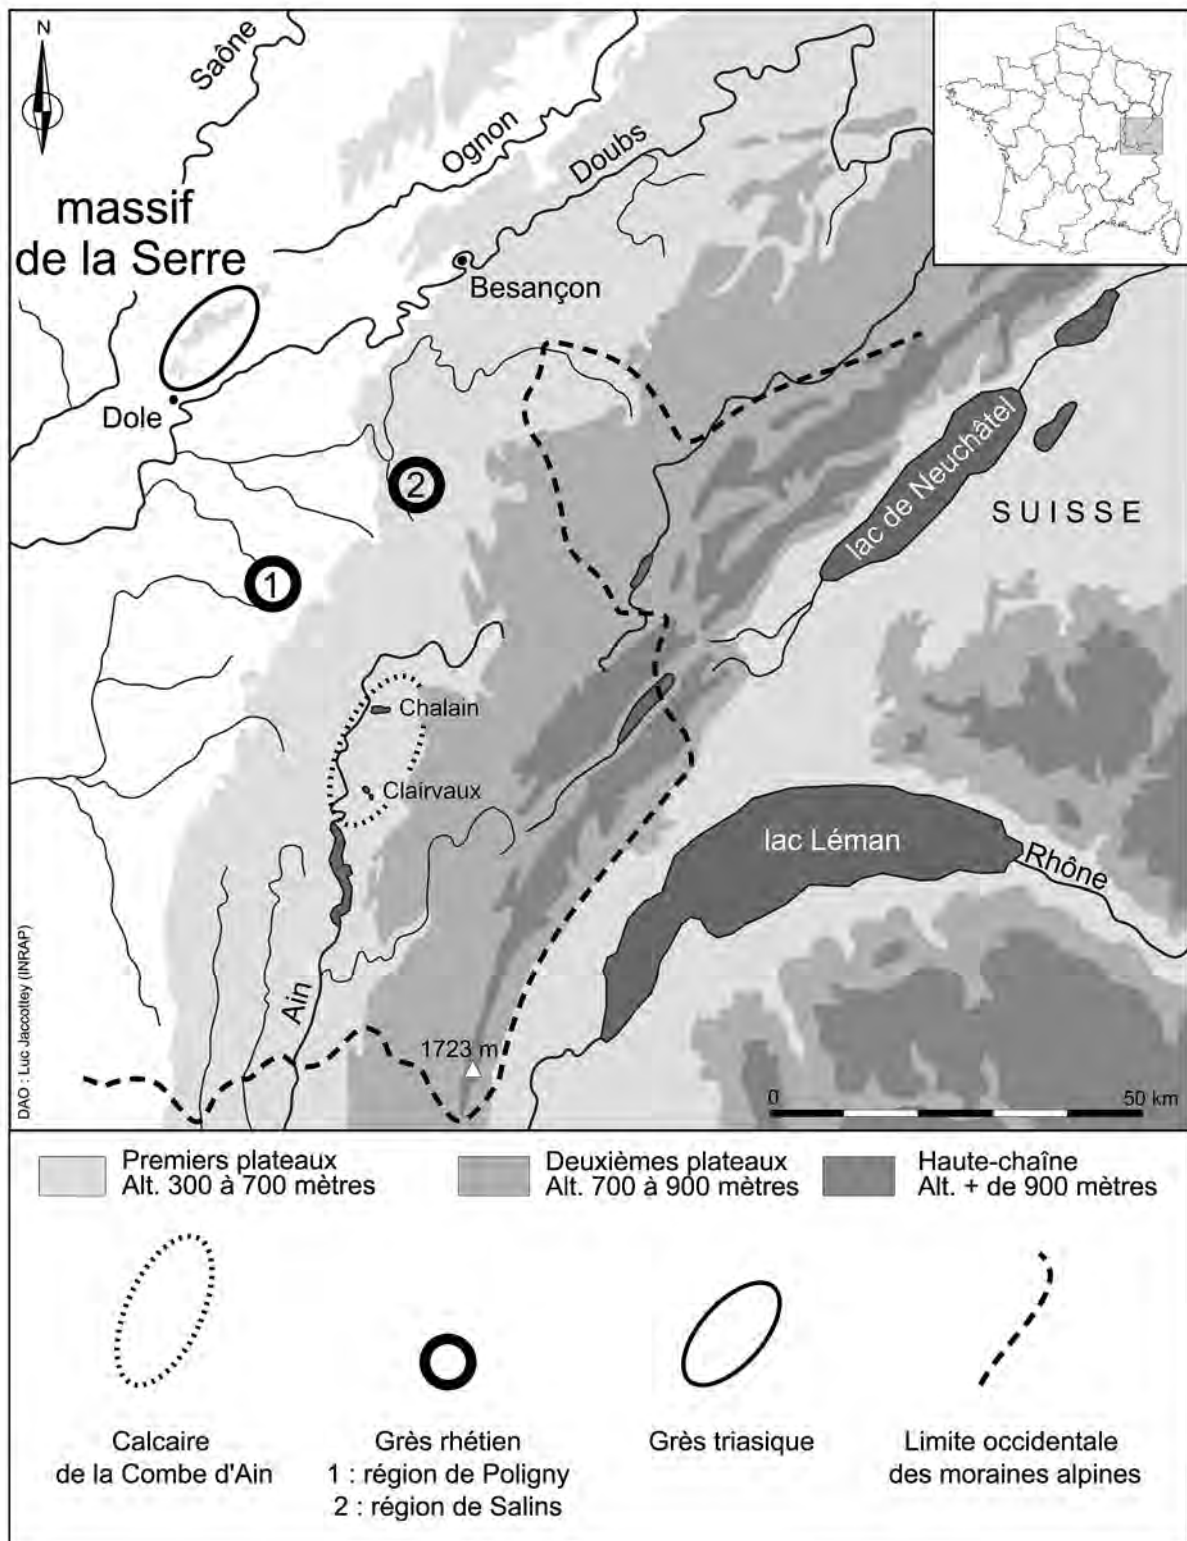 N
Saône
Ognon
Doubs
massif
de la Serre
Besançon
Dole
2
lac de Neuchâtel
SUISSE
1
Chalain
Clairvaux
lac Léman
Rhône
Ain
1723 m
0 50 km
DAO : Luc Jaccottey (INRAP)
Premiers plateaux
Alt. 300 à 700 mètres
Deuxièmes plateaux
Alt. 700 à 900 mètres
Haute-chaîne
Alt. + de 900 mètres
Calcaire
de la Combe d'Ain
Grès rhétien
1 : région de Poligny
2 : région de Salins
Grès triasique
Limite occidentale
des moraines alpines